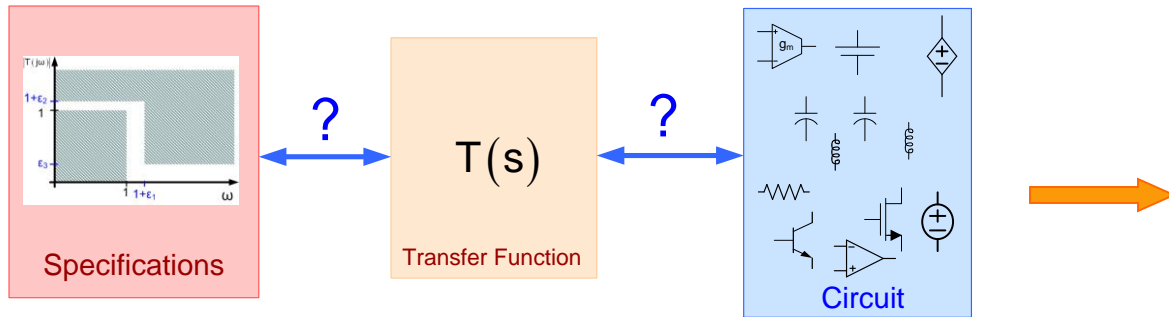 |T(jω)|
1+ε₂
1
ε₃
1
1+ε₁
ω
Specifications
?
T(s)
Transfer Function
?
gₘ
Circuit